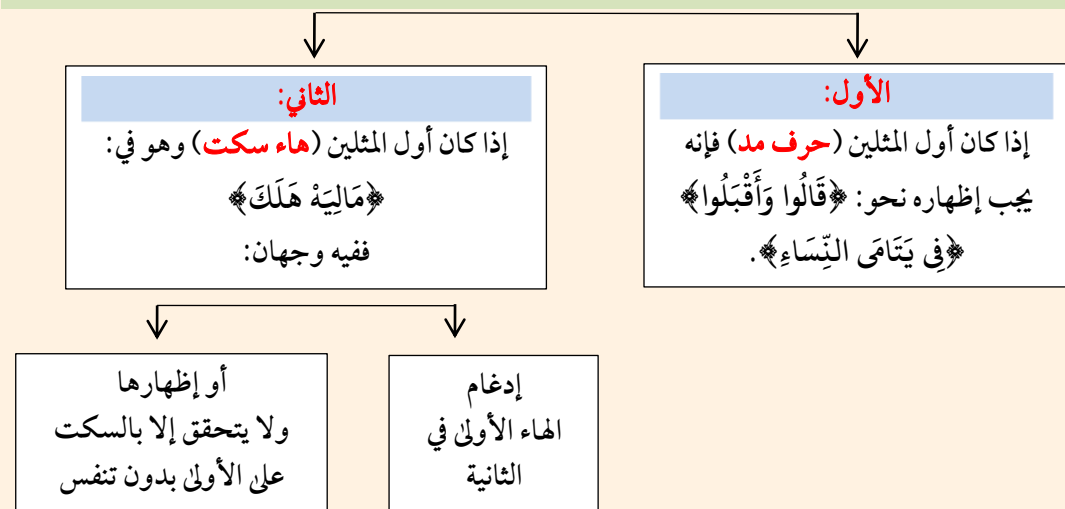 الأول:
إذا كان أول المثلين (حرف مد) فإنه
يجب إظهاره نحو: ﴿قَالُوا وَأَقْبَلُوا﴾
﴿فِى يَتَامَى النِّسَاءِ﴾.
الثاني:
إذا كان أول المثلين (هاء سكت) وهو في:
﴿مَالِيَهْ هَلَكَ﴾
ففيه وجهان:
إدغام
الهاء الأولىٰ في
الثانية
أو إظهارها
ولا يتحقق إلا بالسكت
علىٰ الأولىٰ بدون تنفس